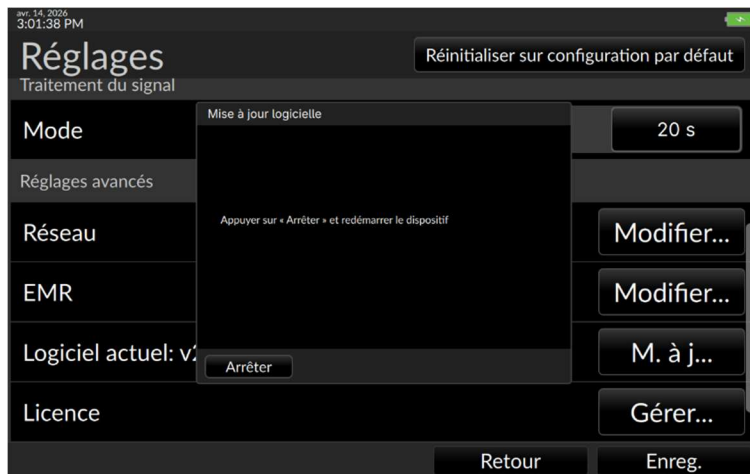 avr. 14, 2026
3:01:38 PM
Réglages
Réinitialiser sur configuration par défaut
Traitement du signal
Mise à jour logicielle
Mode
20 s
Réglages avancés
Appuyer sur « Arrêter » et redémarrer le dispositif
Réseau
Modifier...
EMR
Modifier...
Logiciel actuel:
M. à j...
Arrêter
Licence
Gérer...
Retour
Enreg.